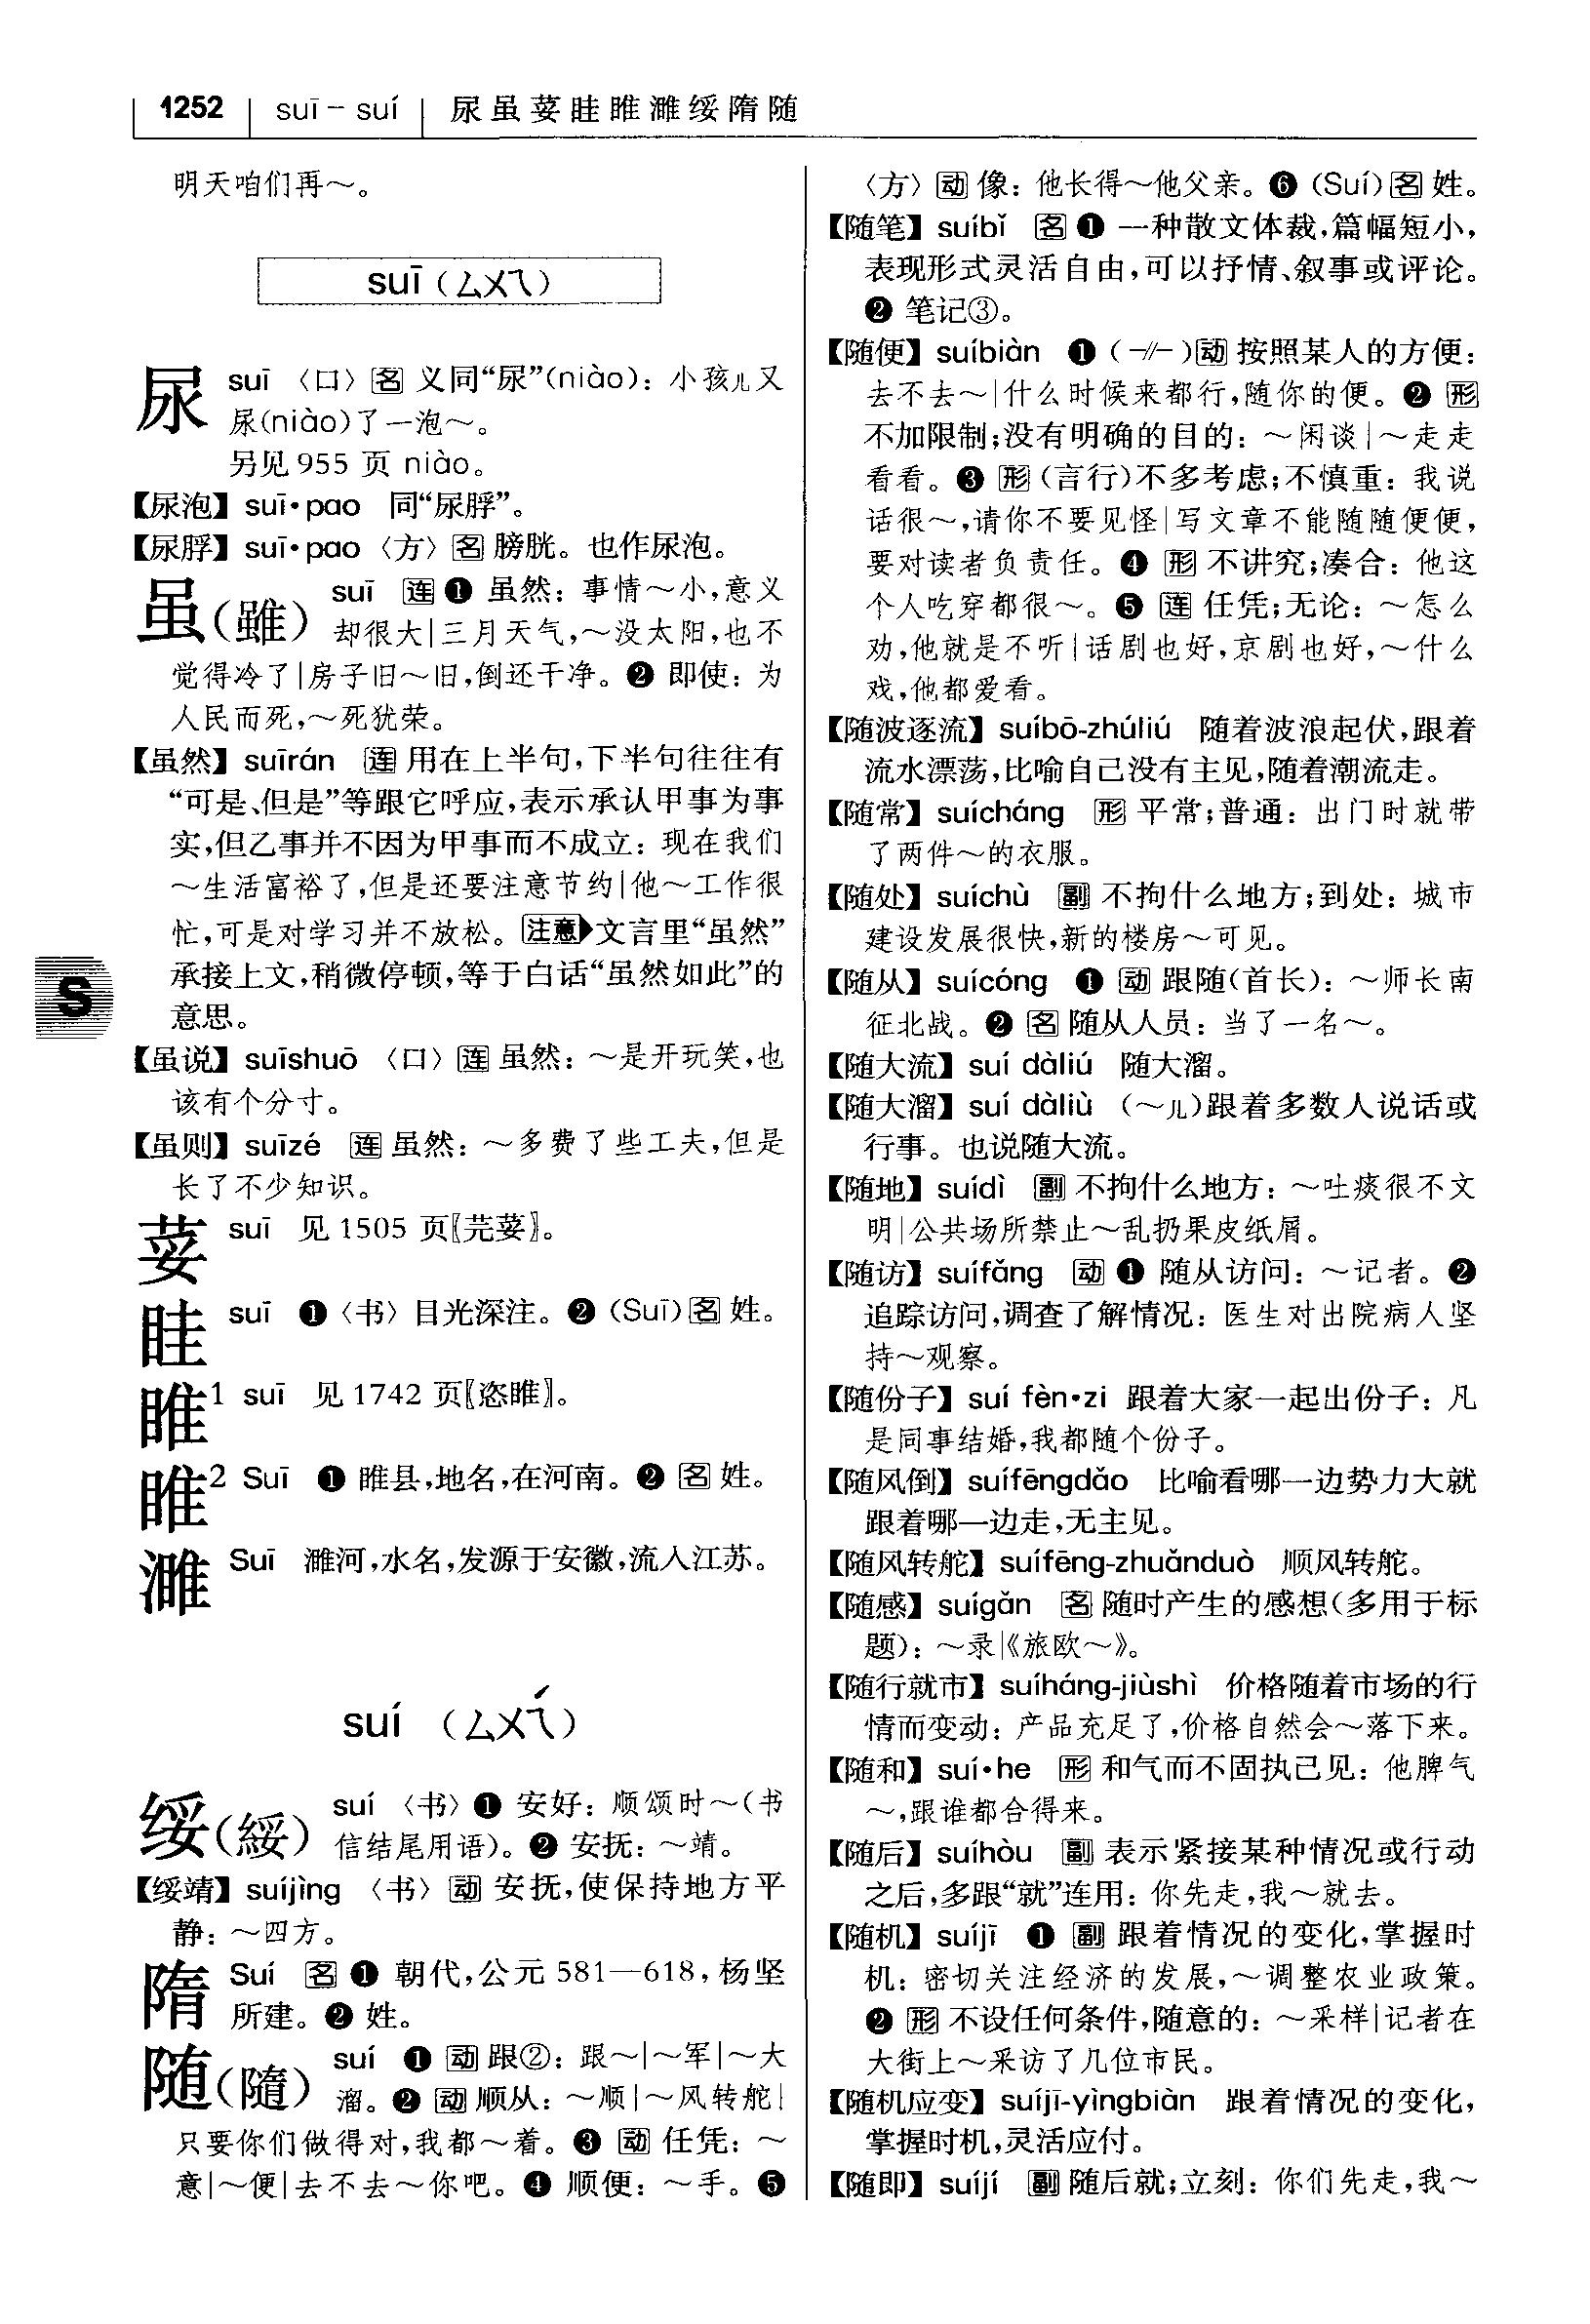 1252 suī－suí 尿虽荽眭睢濉绥隋随
明天咱们再～。
suī（ㄙㄨㄟ）
尿 suī 〈口〉[名] 义同“尿”(niào)：小孩儿又
尿(niào)了一泡～。
另见955 页 niào。
【尿泡】 suī·pao 同“尿脬”。
【尿脬】 suī·pao 〈方〉[名] 膀胱。也作尿泡。
虽(雖) suī [连] ❶ 虽然：事情～小，意义
却很大|三月天气，～没太阳，也不
觉得冷了|房子旧～旧，倒还干净。❷ 即使：为
人民而死，～死犹荣。
【虽然】 suīrán [连] 用在上半句，下半句往往有
“可是、但是”等跟它呼应，表示承认甲事为事
实，但乙事并不因为甲事而不成立：现在我们
～生活富裕了，但是还要注意节约|他～工作很
忙，可是对学习并不放松。[注意]文言里“虽然”
承接上文，稍微停顿，等于白话“虽然如此”的
意思。
【虽说】 suīshuō 〈口〉[连] 虽然：～是开玩笑，也
该有个分寸。
【虽则】 suīzé [连] 虽然：～多费了些工夫，但是
长了不少知识。
荽 suī 见 1505 页〖芫荽〗。
眭 suī ❶〈书〉目光深注。❷ (Suī)[名] 姓。
睢1 suī 见 1742 页〖恣睢〗。
睢2 Suī ❶ 睢县，地名，在河南。❷ [名] 姓。
濉 Suī 濉河，水名，发源于安徽，流入江苏。
S
suí （ㄙㄨㄟˊ）
绥(綏) suí 〈书〉❶ 安好：顺颂时～(书
信结尾用语)。❷ 安抚：～靖。
【绥靖】 suíjìng 〈书〉[动] 安抚，使保持地方平
静：～四方。
隋 Suí [名] ❶ 朝代，公元 581—618，杨坚
所建。❷ 姓。
随(隨) suí ❶ [动] 跟②：跟～|～军|～大
溜。❷ [动] 顺从：～顺|～风转舵|
只要你们做得对，我都～着。❸ [动] 任凭：～
意|～便|去不去～你吧。❹ 顺便：～手。❺
〈方〉[动] 像：他长得～他父亲。❻ (Suí)[名] 姓。
【随笔】 suíbǐ [名] ❶ 一种散文体裁，篇幅短小，
表现形式灵活自由，可以抒情、叙事或评论。
❷ 笔记③。
【随便】 suíbiàn ❶ (-//-)[动] 按照某人的方便：
去不去～|什么时候来都行，随你的便。❷ [形]
不加限制；没有明确的目的：～闲谈|～走走
看看。❸ [形] (言行)不多考虑；不慎重：我说
话很～，请你不要见怪|写文章不能随随便便，
要对读者负责任。❹ [形] 不讲究；凑合：他这
个人吃穿都很～。❺ [连] 任凭；无论：～怎么
劝，他就是不听|话剧也好，京剧也好，～什么
戏，他都爱看。
【随波逐流】 suíbō-zhúliú 随着波浪起伏，跟着
流水漂荡，比喻自己没有主见，随着潮流走。
【随常】 suícháng [形] 平常；普通：出门时就带
了两件～的衣服。
【随处】 suíchù [副] 不拘什么地方；到处：城市
建设发展很快，新的楼房～可见。
【随从】 suícóng ❶ [动] 跟随(首长)：～师长南
征北战。❷ [名] 随从人员：当了一名～。
【随大流】 suí dàliú 随大溜。
【随大溜】 suí dàliù （～儿)跟着多数人说话或
行事。也说随大流。
【随地】 suídì [副] 不拘什么地方：～吐痰很不文
明|公共场所禁止～乱扔果皮纸屑。
【随访】 suífǎng [动] ❶ 随从访问：～记者。❷
追踪访问，调查了解情况：医生对出院病人坚
持～观察。
【随份子】 suí fèn·zi 跟着大家一起出份子：凡
是同事结婚，我都随个份子。
【随风倒】 suífēngdǎo 比喻看哪一边势力大就
跟着哪一边走，无主见。
【随风转舵】 suífēng-zhuǎnduò 顺风转舵。
【随感】 suígǎn [名] 随时产生的感想(多用于标
题)：～录|《旅欧～》。
【随行就市】 suíháng-jiùshì 价格随着市场的行
情而变动：产品充足了，价格自然会～落下来。
【随和】 suí·he [形] 和气而不固执己见：他脾气
～，跟谁都合得来。
【随后】 suíhòu [副] 表示紧接某种情况或行动
之后，多跟“就”连用：你先走，我～就去。
【随机】 suíjī ❶ [副] 跟着情况的变化，掌握时
机：密切关注经济的发展，～调整农业政策。
❷ [形] 不设任何条件，随意的：～采样|记者在
大街上～采访了几位市民。
【随机应变】 suíjī-yìngbiàn 跟着情况的变化，
掌握时机，灵活应付。
【随即】 suíjí [副] 随后就；立刻：你们先走，我～